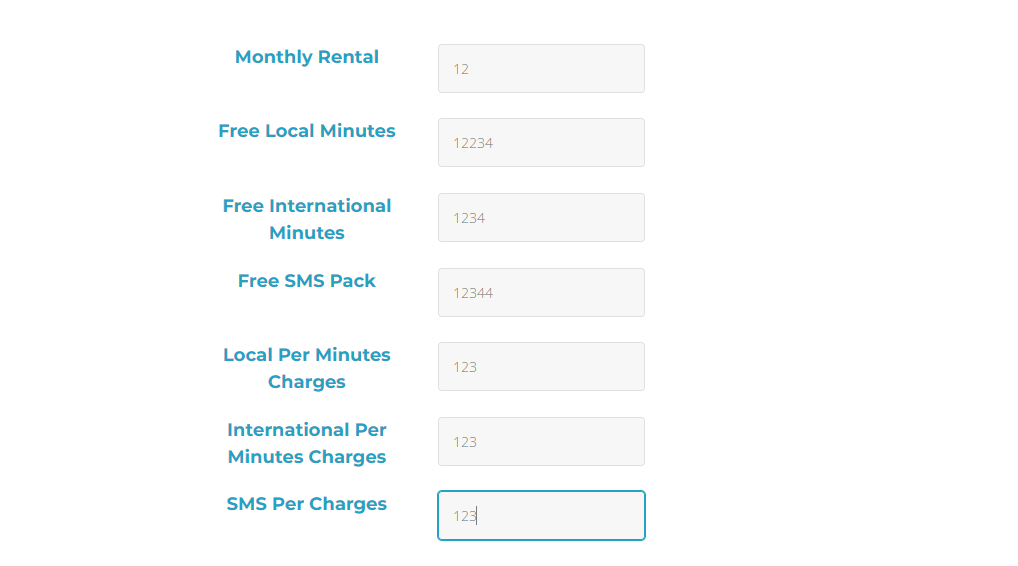 Monthly Rental
12
Free Local Minutes
12234
Free International
Minutes
1234
Free SMS Pack
12344
Local Per Minutes
Charges
123
International Per
Minutes Charges
123
SMS Per Charges
123